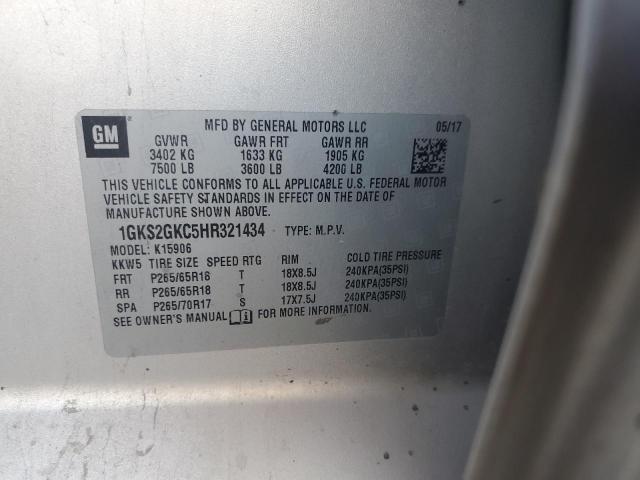 GM
MFD BY GENERAL MOTORS LLC 05/17
GVWR GAWR FRT GAWR RR
3402 KG 1633 KG 1905 KG
7500 LB 3600 LB 4200 LB
THIS VEHICLE CONFORMS TO ALL APPLICABLE U.S. FEDERAL MOTOR
VEHICLE SAFETY STANDARDS IN EFFECT ON THE DATE OF
MANUFACTURE SHOWN ABOVE.
1GKS2GKC5HR321434 TYPE: M.P.V.
MODEL: K15906
KKW5 TIRE SIZE SPEED RTG RIM COLD TIRE PRESSURE
FRT P265/65R18 T 18X8.5J 240KPA(35PSI)
RR P265/65R18 T 18X8.5J 240KPA(35PSI)
SPA P265/70R17 S 17X7.5J 240KPA(35PSI)
SEE OWNER'S MANUAL FOR MORE INFORMATION.